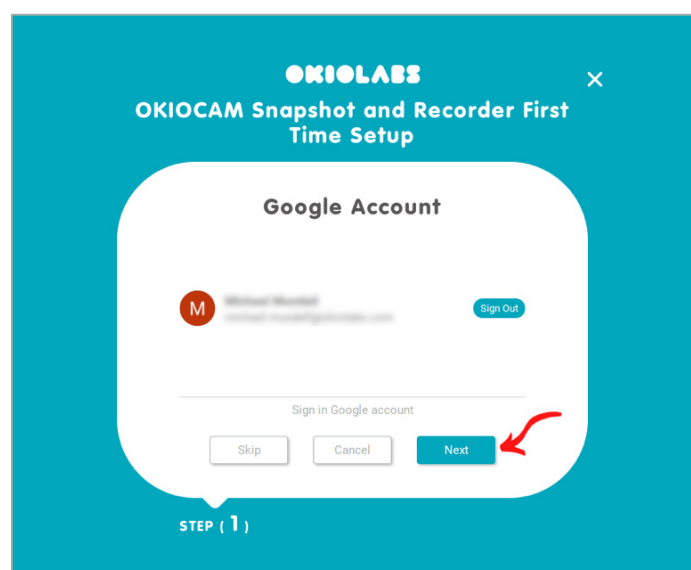 OKIOLABS
×
OKIOCAM Snapshot and Recorder First
Time Setup
Google Account
M
Sign Out
Sign in Google account
Skip Cancel Next
STEP ( 1 )